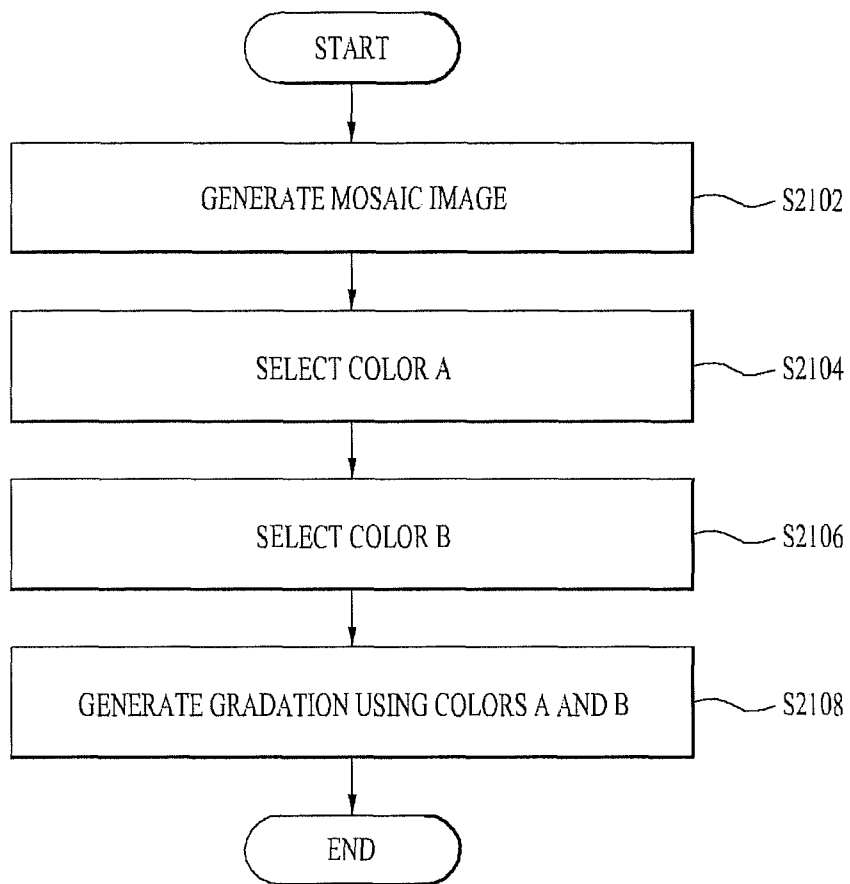 START
GENERATE MOSAIC IMAGE
S2102
SELECT COLOR A
S2104
SELECT COLOR B
S2106
GENERATE GRADATION USING COLORS A AND B
S2108
END